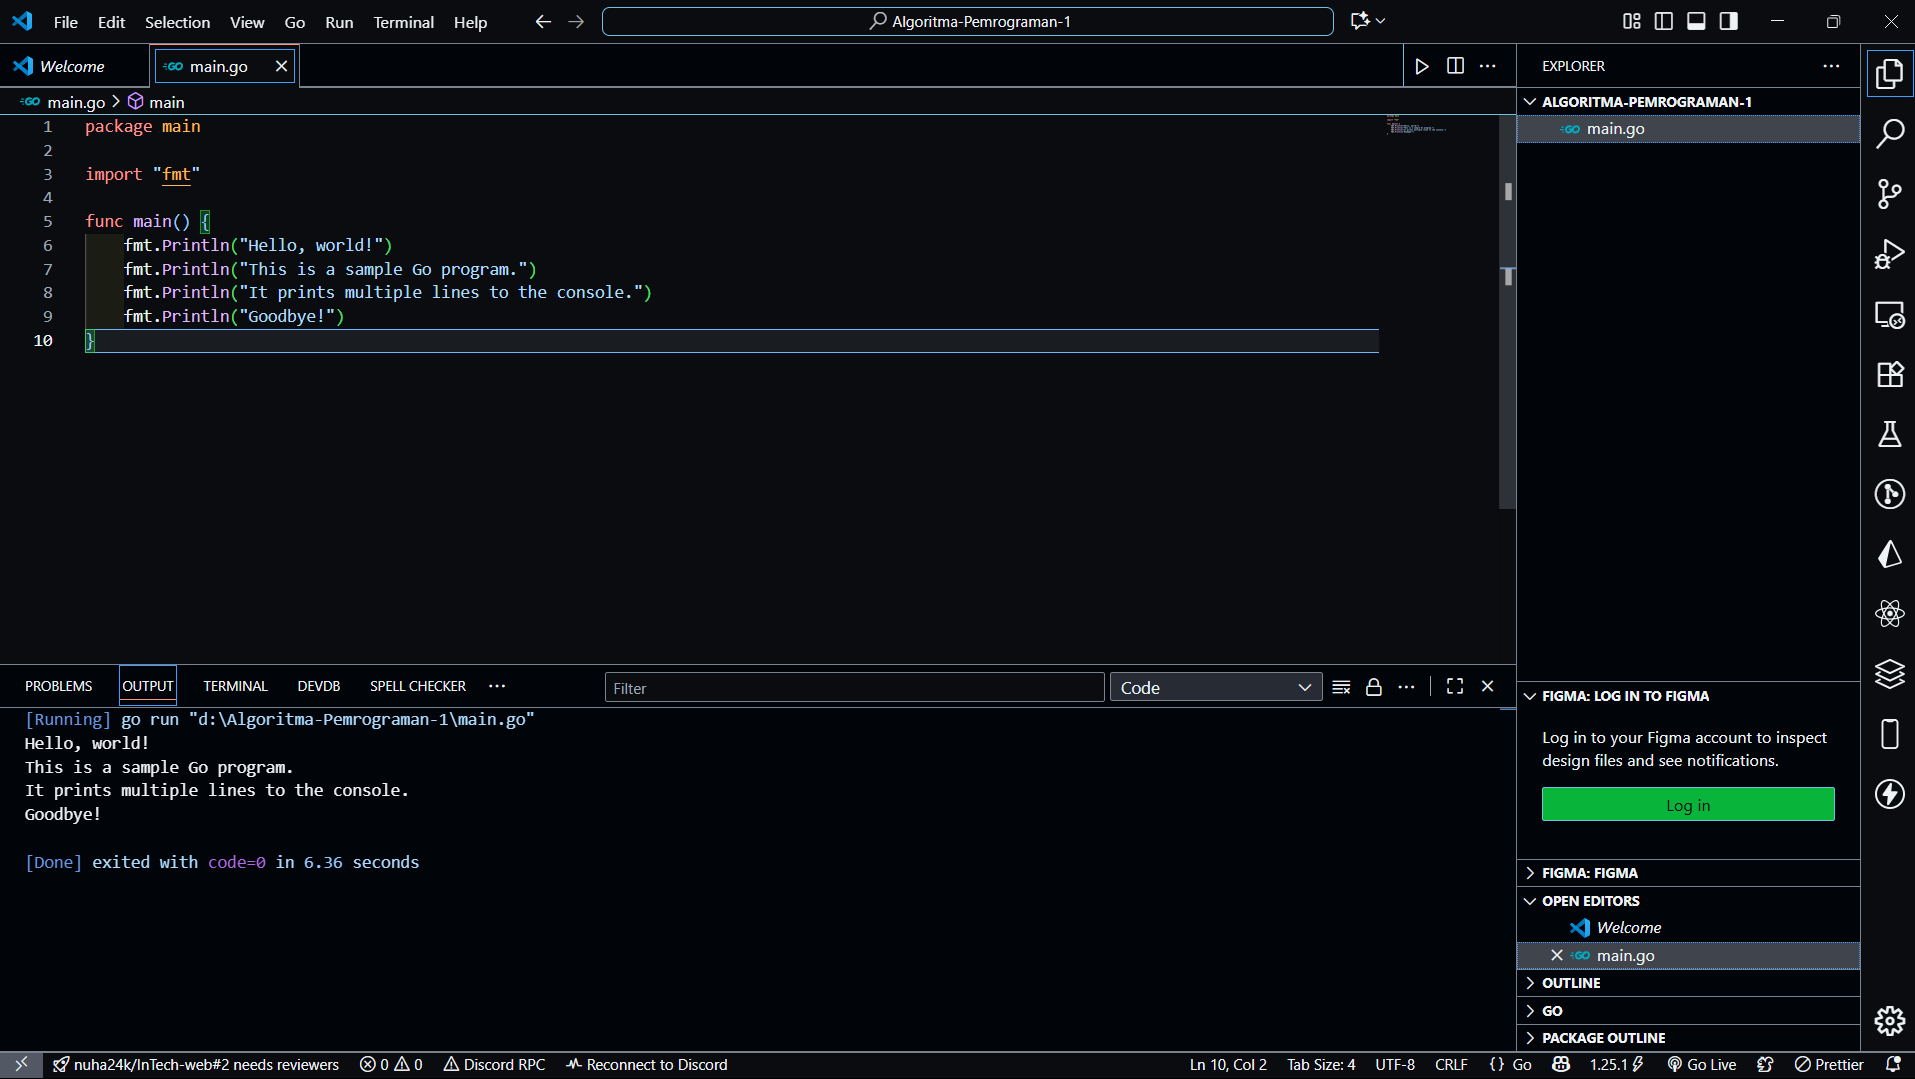 File Edit Selection View Go Run Terminal Help
Algoritma-Pemrograman-1
Welcome
main.go
main.go > main
1 package main
2
3 import "fmt"
4
5 func main() {
6 fmt.Println("Hello, world!")
7 fmt.Println("This is a sample Go program.")
8 fmt.Println("It prints multiple lines to the console.")
9 fmt.Println("Goodbye!")
10 }
PROBLEMS OUTPUT TERMINAL DEVDB SPELL CHECKER
Filter
Code
[Running] go run "d:\Algoritma-Pemrograman-1\main.go"
Hello, world!
This is a sample Go program.
It prints multiple lines to the console.
Goodbye!
[Done] exited with code=0 in 6.36 seconds
EXPLORER
ALGORITMA-PEMROGRAMAN-1
main.go
FIGMA: LOG IN TO FIGMA
Log in to your Figma account to inspect
design files and see notifications.
Log in
FIGMA: FIGMA
OPEN EDITORS
Welcome
main.go
OUTLINE
GO
PACKAGE OUTLINE
nuha24k/InTech-web#2 needs reviewers 0 0 Discord RPC Reconnect to Discord Ln 10, Col 2 Tab Size: 4 UTF-8 CRLF {} Go 1.25.1 Go Live Prettier